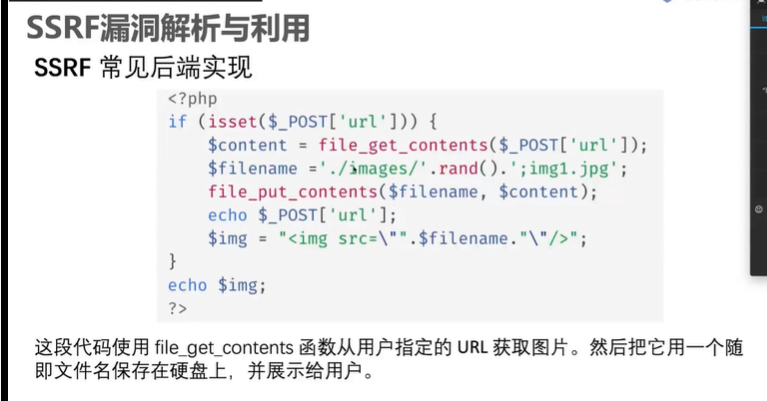 SSRF漏洞解析与利用
SSRF 常见后端实现
<?php
if (isset($_POST['url'])) {
    $content = file_get_contents($_POST['url']);
    $filename ='./images/'.rand().';img1.jpg';
    file_put_contents($filename, $content);
    echo $_POST['url'];
    $img = "<img src=\"".$filename."\"/>";
}
echo $img;
?>
这段代码使用 file_get_contents 函数从用户指定的 URL 获取图片。然后把它用一个随
即文件名保存在硬盘上，并展示给用户。